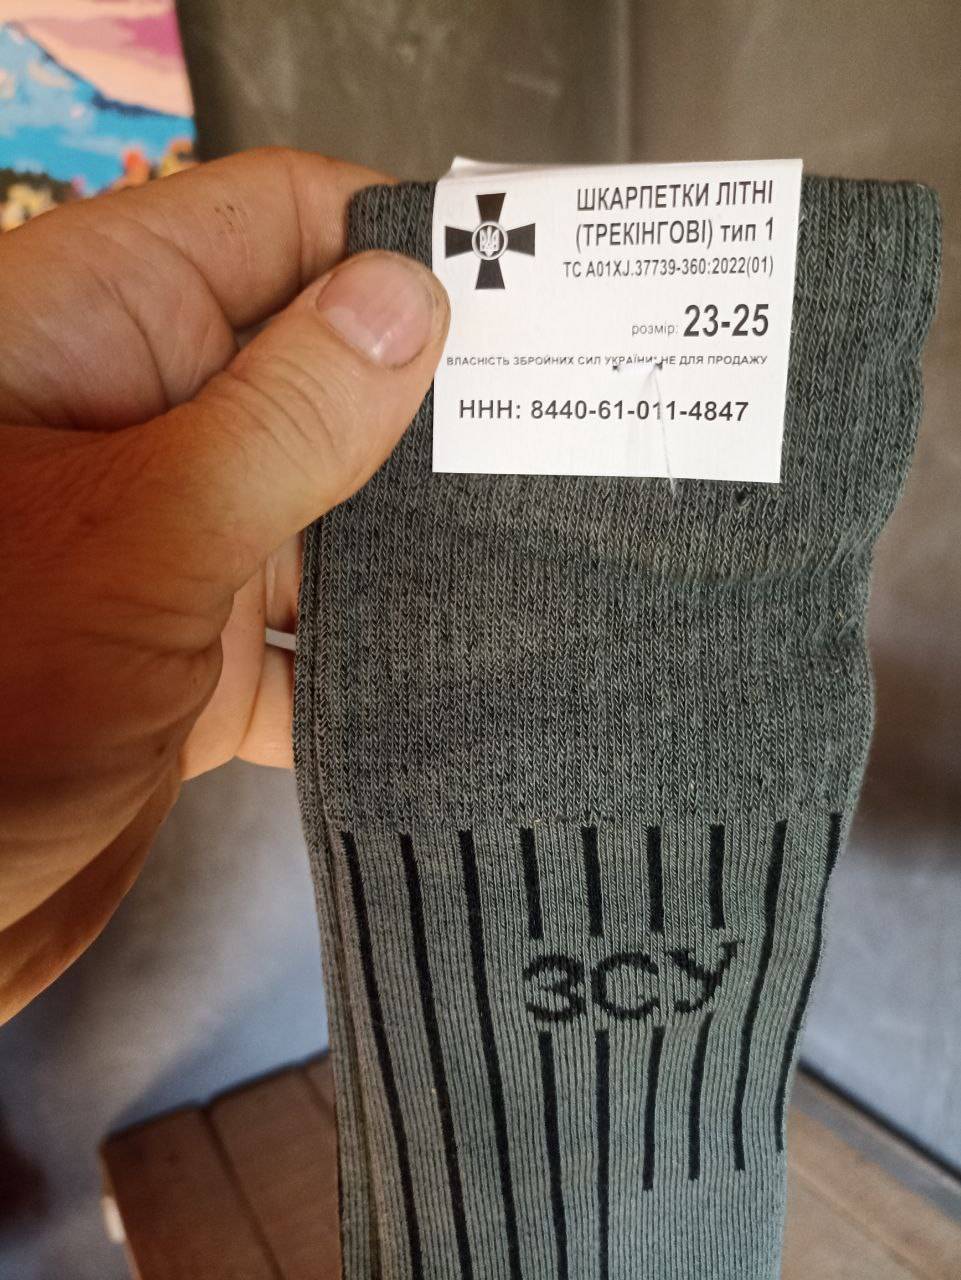 ШКАРПЕТКИ ЛІТНІ
(ТРЕКІНГОВІ) тип 1
ТС А01XJ.37739-360:2022(01)
розмір: 23-25
ВЛАСНІСТЬ ЗБРОЙНИХ СИЛ УКРАЇНИ НЕ ДЛЯ ПРОДАЖУ
ННН: 8440-61-011-4847
ЗСУ